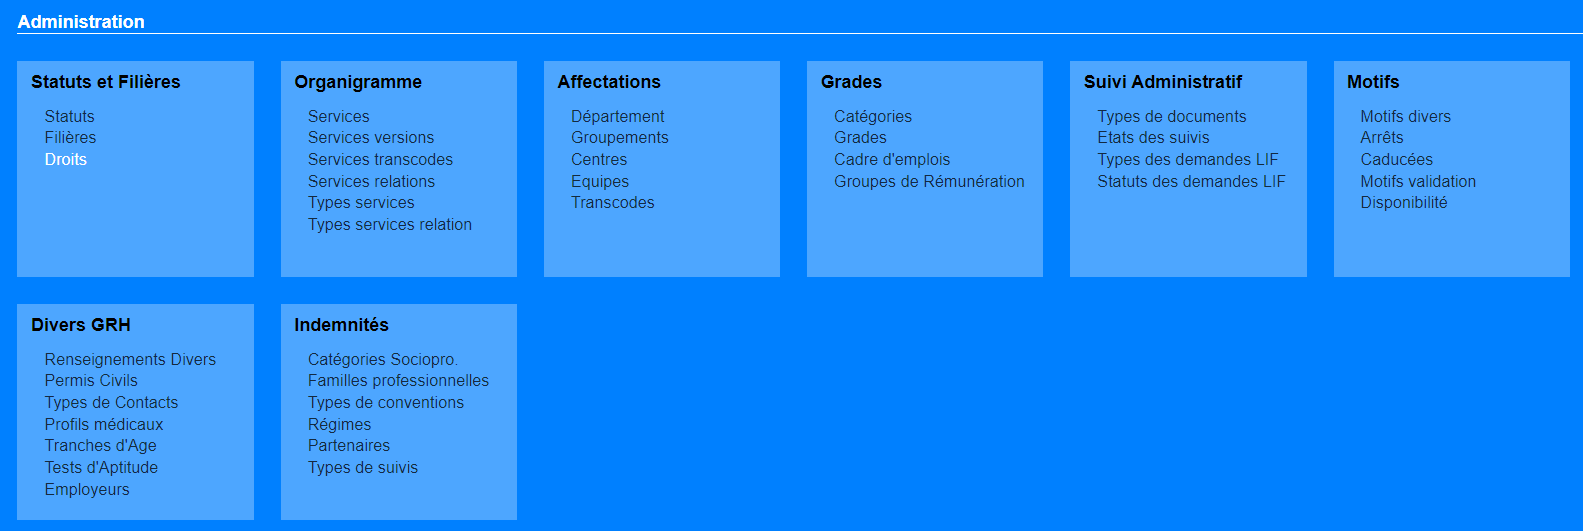 Administration
Statuts et Filières
Statuts
Filières
Droits
Organigramme
Services
Services versions
Services transcodes
Services relations
Types services
Types services relation
Affectations
Département
Groupements
Centres
Equipes
Transcodes
Grades
Catégories
Grades
Cadre d'emplois
Groupes de Rémunération
Suivi Administratif
Types de documents
Etats des suivis
Types des demandes LIF
Statuts des demandes LIF
Motifs
Motifs divers
Arrêts
Caducées
Motifs validation
Disponibilité
Divers GRH
Renseignements Divers
Permis Civils
Types de Contacts
Profils médicaux
Tranches d'Age
Tests d'Aptitude
Employeurs
Indemnités
Catégories Sociopro.
Familles professionnelles
Types de conventions
Régimes
Partenaires
Types de suivis